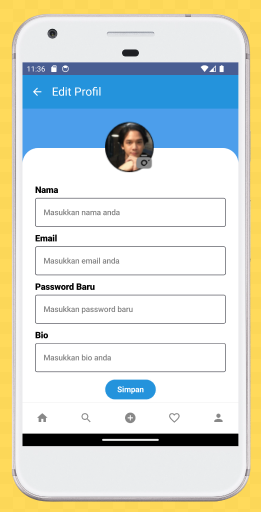 11:36
Edit Profil
Nama
Masukkan nama anda
Email
Masukkan email anda
Password Baru
Masukkan password baru
Bio
Masukkan bio anda
Simpan